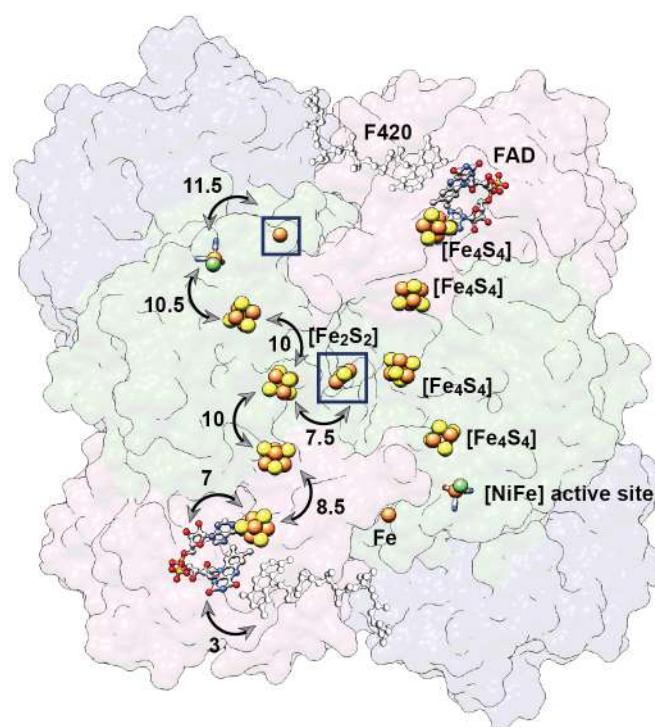 F420
FAD
11.5
[Fe₄S₄]
[Fe₄S₄]
10.5
10
[Fe₂S₂]
[Fe₄S₄]
10
7.5
[Fe₄S₄]
7
8.5
[NiFe] active site
Fe
3